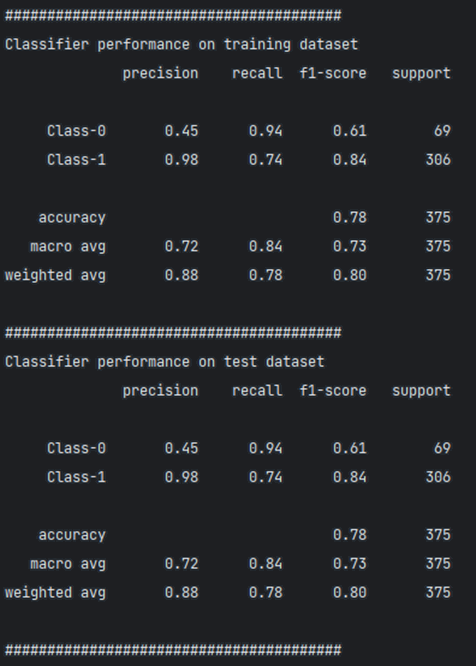 ########################################
Classifier performance on training dataset
precision recall f1-score support
Class-0 0.45 0.94 0.61 69
Class-1 0.98 0.74 0.84 306
accuracy 0.78 375
macro avg 0.72 0.84 0.73 375
weighted avg 0.88 0.78 0.80 375
########################################
Classifier performance on test dataset
precision recall f1-score support
Class-0 0.45 0.94 0.61 69
Class-1 0.98 0.74 0.84 306
accuracy 0.78 375
macro avg 0.72 0.84 0.73 375
weighted avg 0.88 0.78 0.80 375
########################################